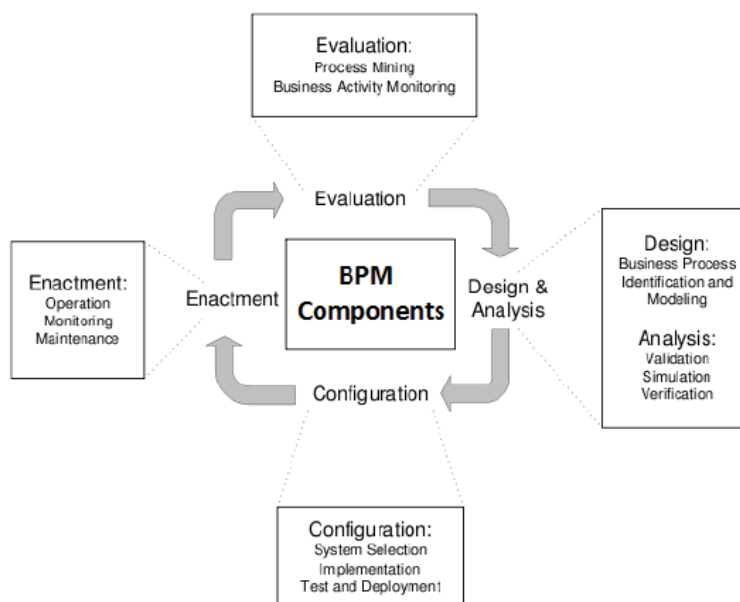 Evaluation:
Process Mining
Business Activity Monitoring
Evaluation
Design:
Business Process
Identification and
Modeling
Analysis:
Validation
Simulation
Verification
Enactment:
Operation
Monitoring
Maintenance
Enactment
BPM
Components
Design &
Analysis
Configuration
Configuration:
System Selection
Implementation
Test and Deployment